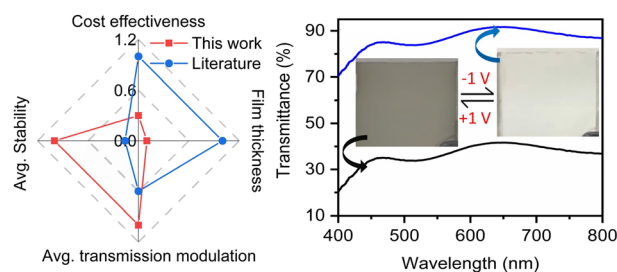 Cost effectiveness
1.2
This work
Literature
0.6
0.0
Avg. Stability
Film thickness
Avg. transmission modulation
Transmittance (%)
90
70
50
30
10
-1 V
+1 V
400 500 600 700 800
Wavelength (nm)